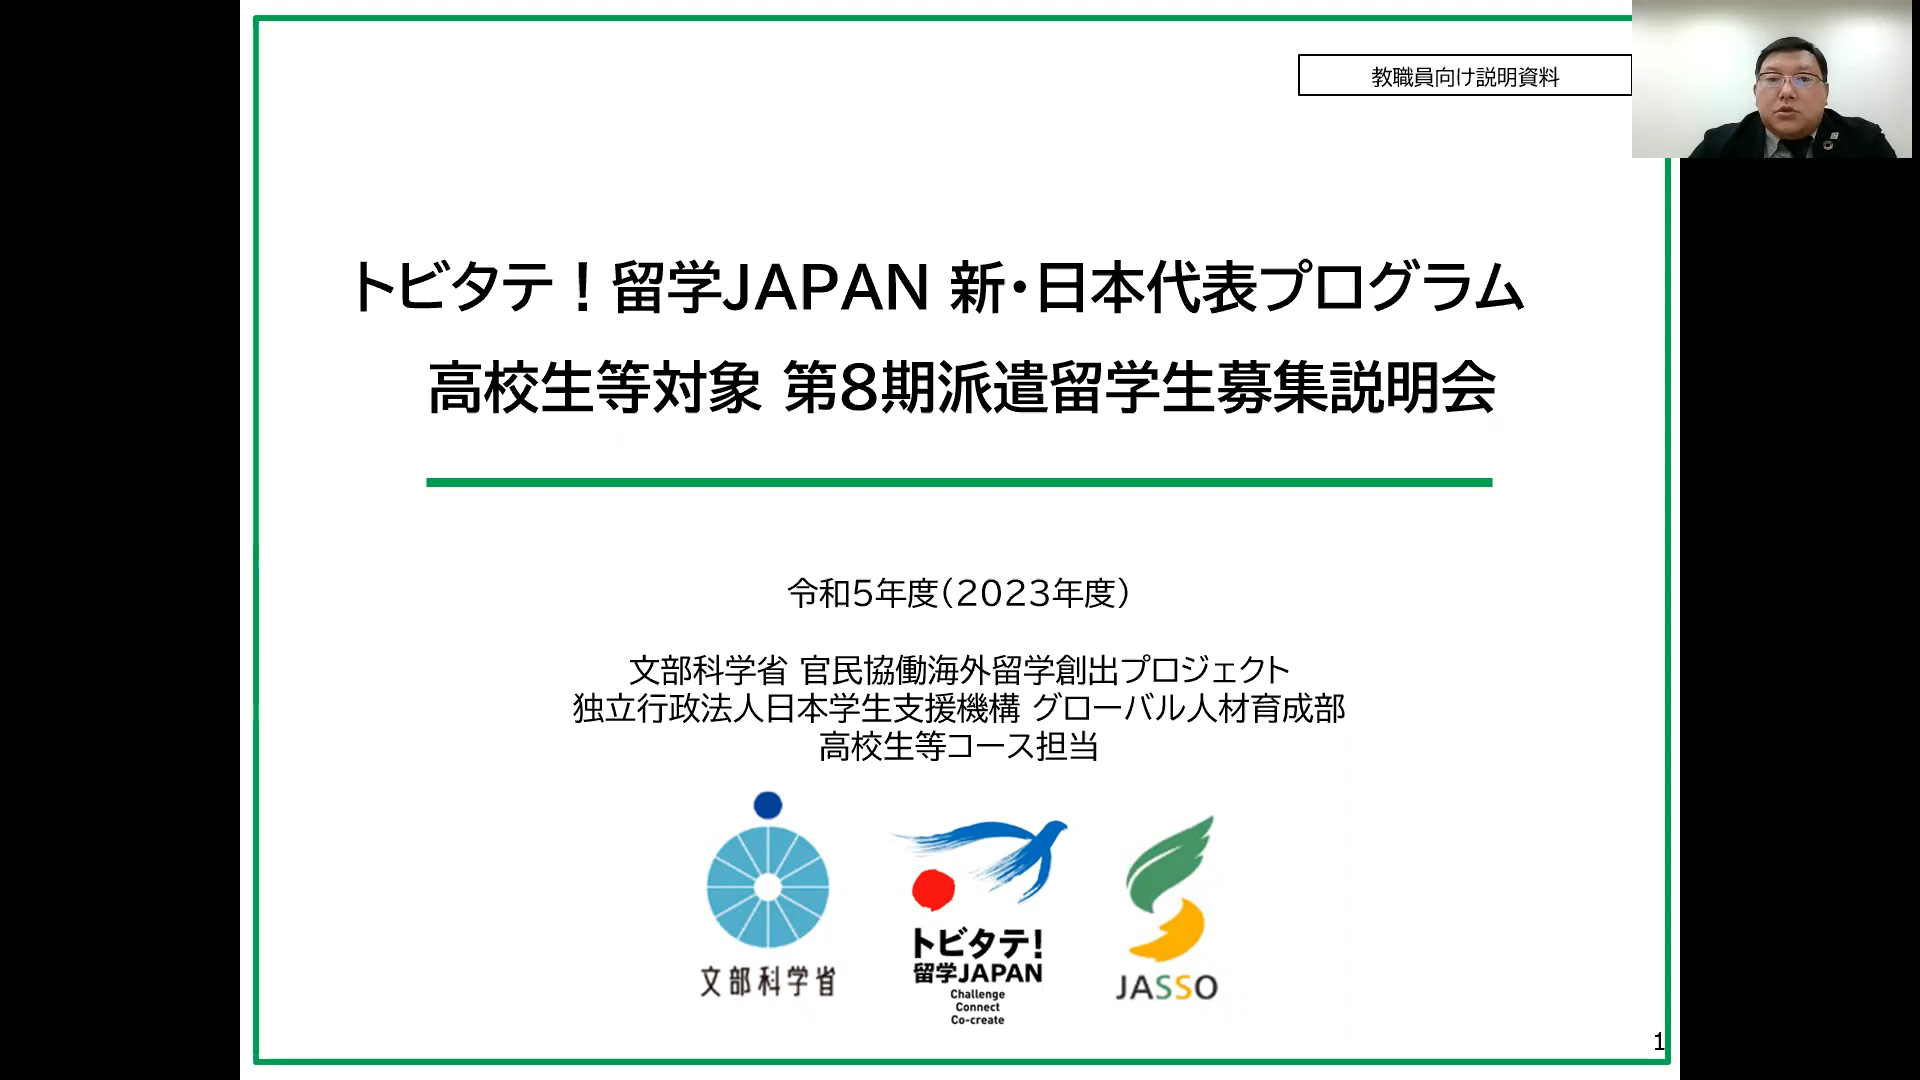 教職員向け説明資料
トビタテ！留学JAPAN 新・日本代表プログラム
高校生等対象 第8期派遣留学生募集説明会
令和5年度（2023年度）
文部科学省 官民協働海外留学創出プロジェクト
独立行政法人日本学生支援機構 グローバル人材育成部
高校生等コース担当
文部科学省
トビタテ！
留学JAPAN
Challenge
Connect
Co-create
JASSO
1